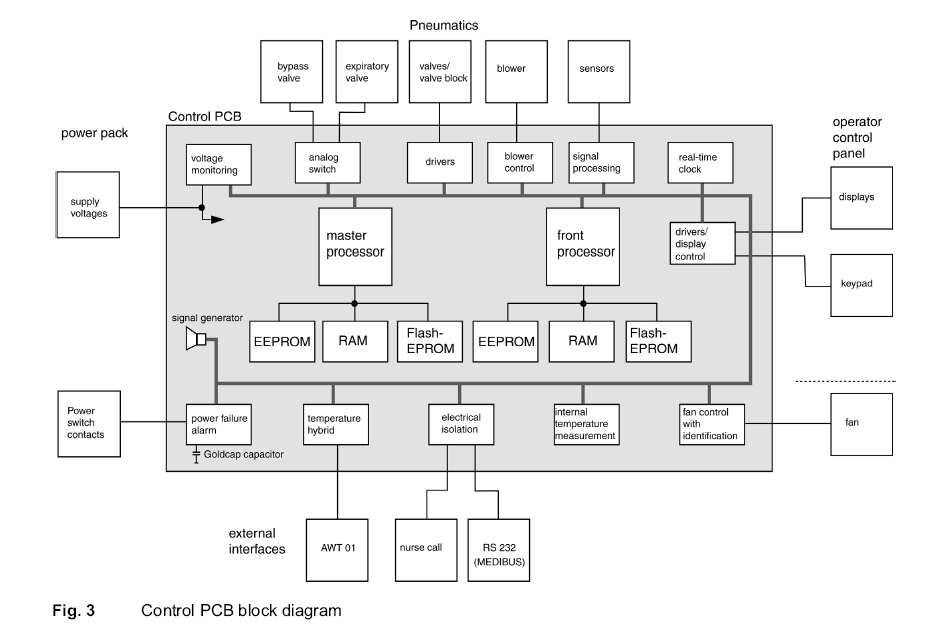 Pneumatics
bypass
valve
expiratory
valve
valves/
valve block
blower
sensors
Control PCB
power pack
operator
control
panel
voltage
monitoring
analog
switch
drivers
blower
control
signal
processing
real-time
clock
supply
voltages
displays
master
processor
front
processor
drivers/
display
control
keypad
signal generator
EEPROM
RAM
Flash-
EPROM
EEPROM
RAM
Flash-
EPROM
Power
switch
contacts
power failure
alarm
temperature
hybrid
electrical
isolation
internal
temperature
measurement
fan control
with
identification
fan
Goldcap capacitor
external
interfaces
AWT 01
nurse call
RS 232
(MEDIBUS)
Fig. 3 Control PCB block diagram